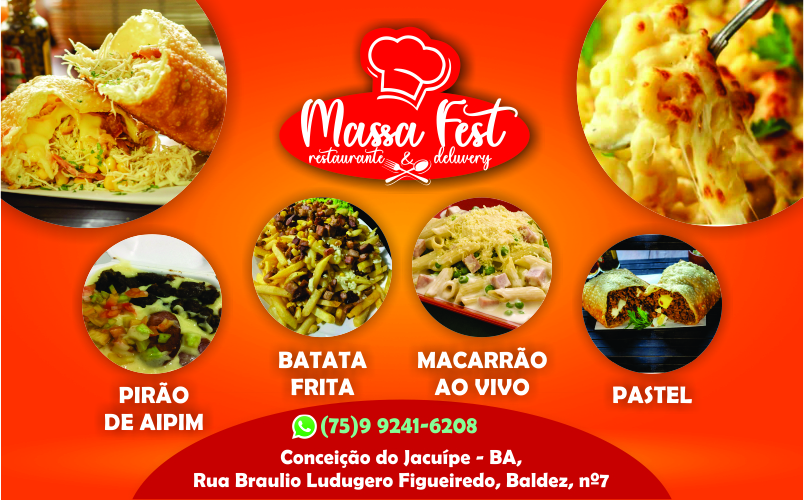 Massa Fest
restaurante & deluvery
BATATA
FRITA
MACARRÃO
AO VIVO
PIRÃO
DE AIPIM
PASTEL
(75)9 9241-6208
Conceição do Jacuípe - BA,
Rua Braulio Ludugero Figueiredo, Baldez, nº7